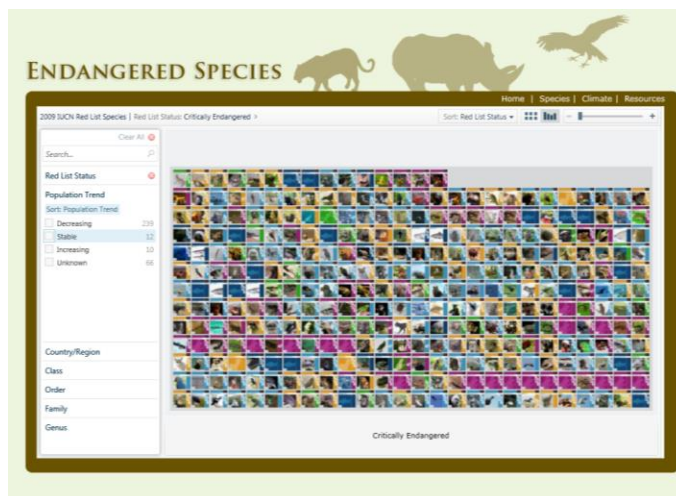 ENDANGERED SPECIES
Home | Species | Climate | Resources
2009 IUCN Red List Species | Red List Status: Critically Endangered >
Sort: Red List Status
- +
Clear All
Search...
Red List Status
Population Trend
Sort: Population Trend
Decreasing 239
Stable 12
Increasing 10
Unknown 66
Country/Region
Class
Order
Family
Genus
Critically Endangered